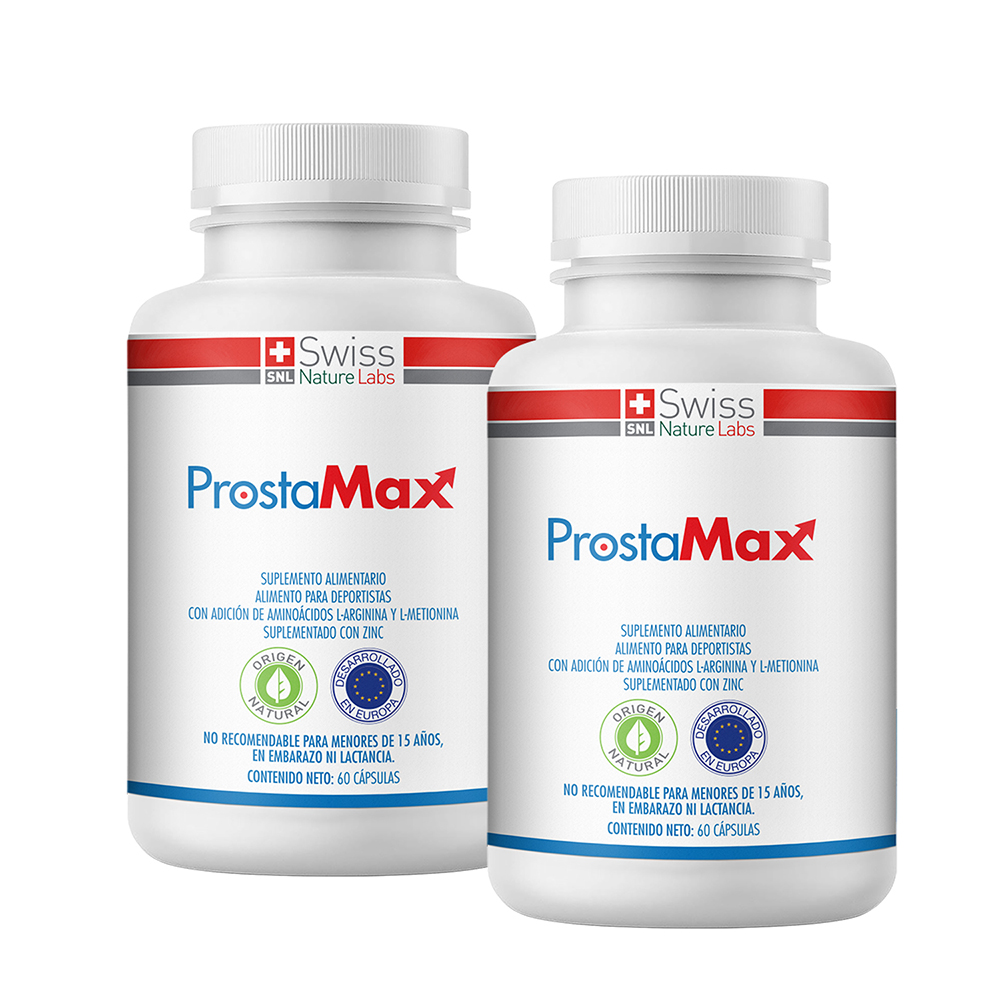 Swiss
SNL Nature Labs
ProstaMax
SUPLEMENTO ALIMENTARIO
ALIMENTO PARA DEPORTISTAS
CON ADICIÓN DE AMINOÁCIDOS L-ARGININA Y L-METIONINA
SUPLEMENTADO CON ZINC
ORIGEN NATURAL
DESARROLLADO EN EUROPA
NO RECOMENDABLE PARA MENORES DE 15 AÑOS,
EN EMBARAZO NI LACTANCIA.
CONTENIDO NETO: 60 CÁPSULAS
Swiss
SNL Nature Labs
ProstaMax
SUPLEMENTO ALIMENTARIO
ALIMENTO PARA DEPORTISTAS
CON ADICIÓN DE AMINOÁCIDOS L-ARGININA Y L-METIONINA
SUPLEMENTADO CON ZINC
ORIGEN NATURAL
DESARROLLADO EN EUROPA
NO RECOMENDABLE PARA MENORES DE 15 AÑOS,
EN EMBARAZO NI LACTANCIA.
CONTENIDO NETO: 60 CÁPSULAS